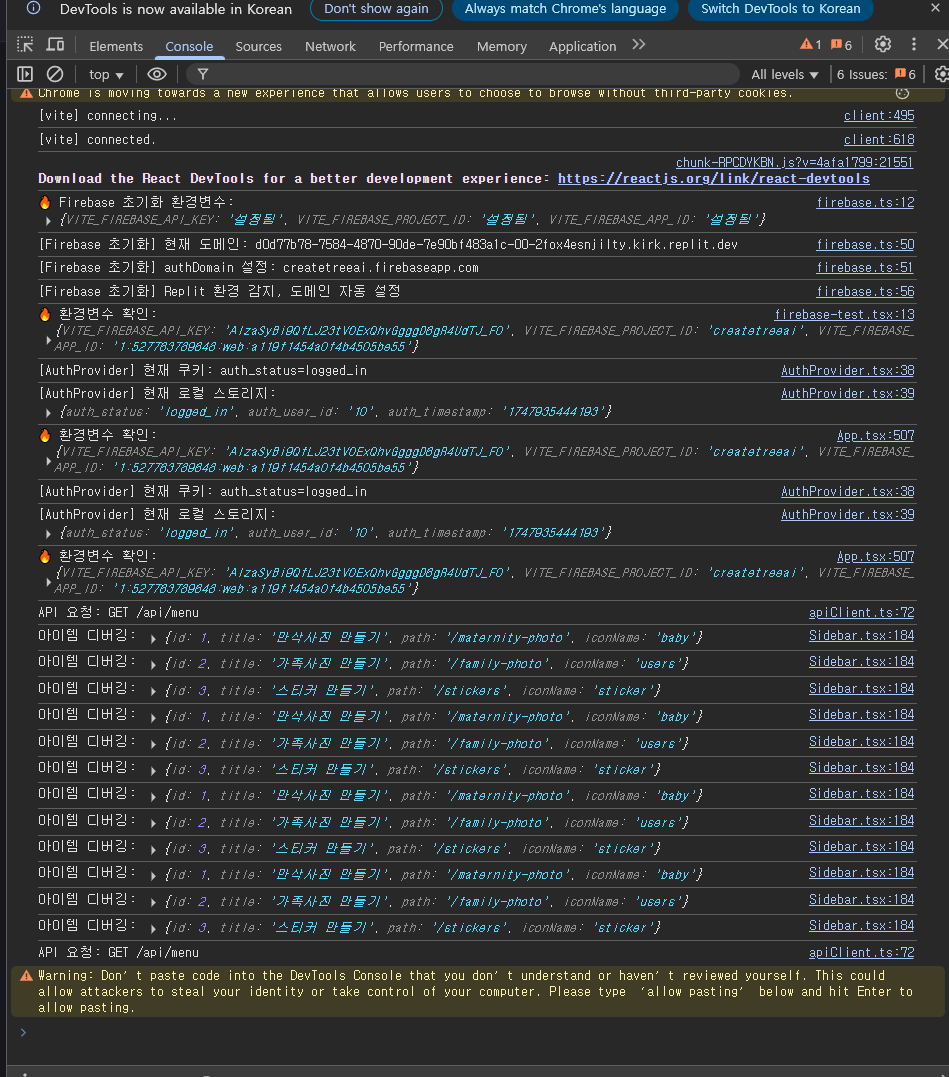 DevTools is now available in Korean
Don't show again
Always match Chrome's language
Switch DevTools to Korean
Elements Console Sources Network Performance Memory Application 1 6
top All levels 6 Issues: 6
Chrome is moving towards a new experience that allows users to choose to browse without third-party cookies.
[vite] connecting... client:495
[vite] connected. client:618
chunk-RPCDYKBN.js?v=4afa1799:21551
Download the React DevTools for a better development experience: https://reactjs.org/link/react-devtools
🔥 Firebase 초기화 환경변수: firebase.ts:12
{VITE_FIREBASE_API_KEY: '설정됨', VITE_FIREBASE_PROJECT_ID: '설정됨', VITE_FIREBASE_APP_ID: '설정됨'}
[Firebase 초기화] 현재 도메인: d0d77b78-7584-4870-90de-7e90bf483a1c-00-2fox4esnjilty.kirk.replit.dev firebase.ts:50
[Firebase 초기화] authDomain 설정: createtreeai.firebaseapp.com firebase.ts:51
[Firebase 초기화] Replit 환경 감지, 도메인 자동 설정 firebase.ts:56
🔥 환경변수 확인: firebase-test.tsx:13
{VITE_FIREBASE_API_KEY: VITE_FIREBASE_PROJECT_ID: 'createtreeai', VITE_FIREBASE_
APP_ID:
[AuthProvider] 현재 쿠키: auth_status=logged_in AuthProvider.tsx:38
[AuthProvider] 현재 로컬 스토리지: AuthProvider.tsx:39
{auth_status: 'logged_in', auth_user_id: '10', auth_timestamp: '1747935444193'}
🔥 환경변수 확인: App.tsx:507
{VITE_FIREBASE_API_KEY: VITE_FIREBASE_PROJECT_ID: 'createtreeai', VITE_FIREBASE_
APP_ID:
[AuthProvider] 현재 쿠키: auth_status=logged_in AuthProvider.tsx:38
[AuthProvider] 현재 로컬 스토리지: AuthProvider.tsx:39
{auth_status: 'logged_in', auth_user_id: '10', auth_timestamp: '1747935444193'}
🔥 환경변수 확인: App.tsx:507
{VITE_FIREBASE_API_KEY: VITE_FIREBASE_PROJECT_ID: 'createtreeai', VITE_FIREBASE_
APP_ID:
API 요청: GET /api/menu apiClient.ts:72
아이템 디버깅: {id: 1, title: '만삭사진 만들기', path: '/maternity-photo', iconName: 'baby'} Sidebar.tsx:184
아이템 디버깅: {id: 2, title: '가족사진 만들기', path: '/family-photo', iconName: 'users'} Sidebar.tsx:184
아이템 디버깅: {id: 3, title: '스티커 만들기', path: '/stickers', iconName: 'sticker'} Sidebar.tsx:184
아이템 디버깅: {id: 1, title: '만삭사진 만들기', path: '/maternity-photo', iconName: 'baby'} Sidebar.tsx:184
아이템 디버깅: {id: 2, title: '가족사진 만들기', path: '/family-photo', iconName: 'users'} Sidebar.tsx:184
아이템 디버깅: {id: 3, title: '스티커 만들기', path: '/stickers', iconName: 'sticker'} Sidebar.tsx:184
아이템 디버깅: {id: 1, title: '만삭사진 만들기', path: '/maternity-photo', iconName: 'baby'} Sidebar.tsx:184
아이템 디버깅: {id: 2, title: '가족사진 만들기', path: '/family-photo', iconName: 'users'} Sidebar.tsx:184
아이템 디버깅: {id: 3, title: '스티커 만들기', path: '/stickers', iconName: 'sticker'} Sidebar.tsx:184
아이템 디버깅: {id: 1, title: '만삭사진 만들기', path: '/maternity-photo', iconName: 'baby'} Sidebar.tsx:184
아이템 디버깅: {id: 2, title: '가족사진 만들기', path: '/family-photo', iconName: 'users'} Sidebar.tsx:184
아이템 디버깅: {id: 3, title: '스티커 만들기', path: '/stickers', iconName: 'sticker'} Sidebar.tsx:184
API 요청: GET /api/menu apiClient.ts:72
Warning: Don't paste code into the DevTools Console that you don't understand or haven't reviewed yourself. This could
allow attackers to steal your identity or take control of your computer. Please type 'allow pasting' below and hit Enter to
allow pasting.